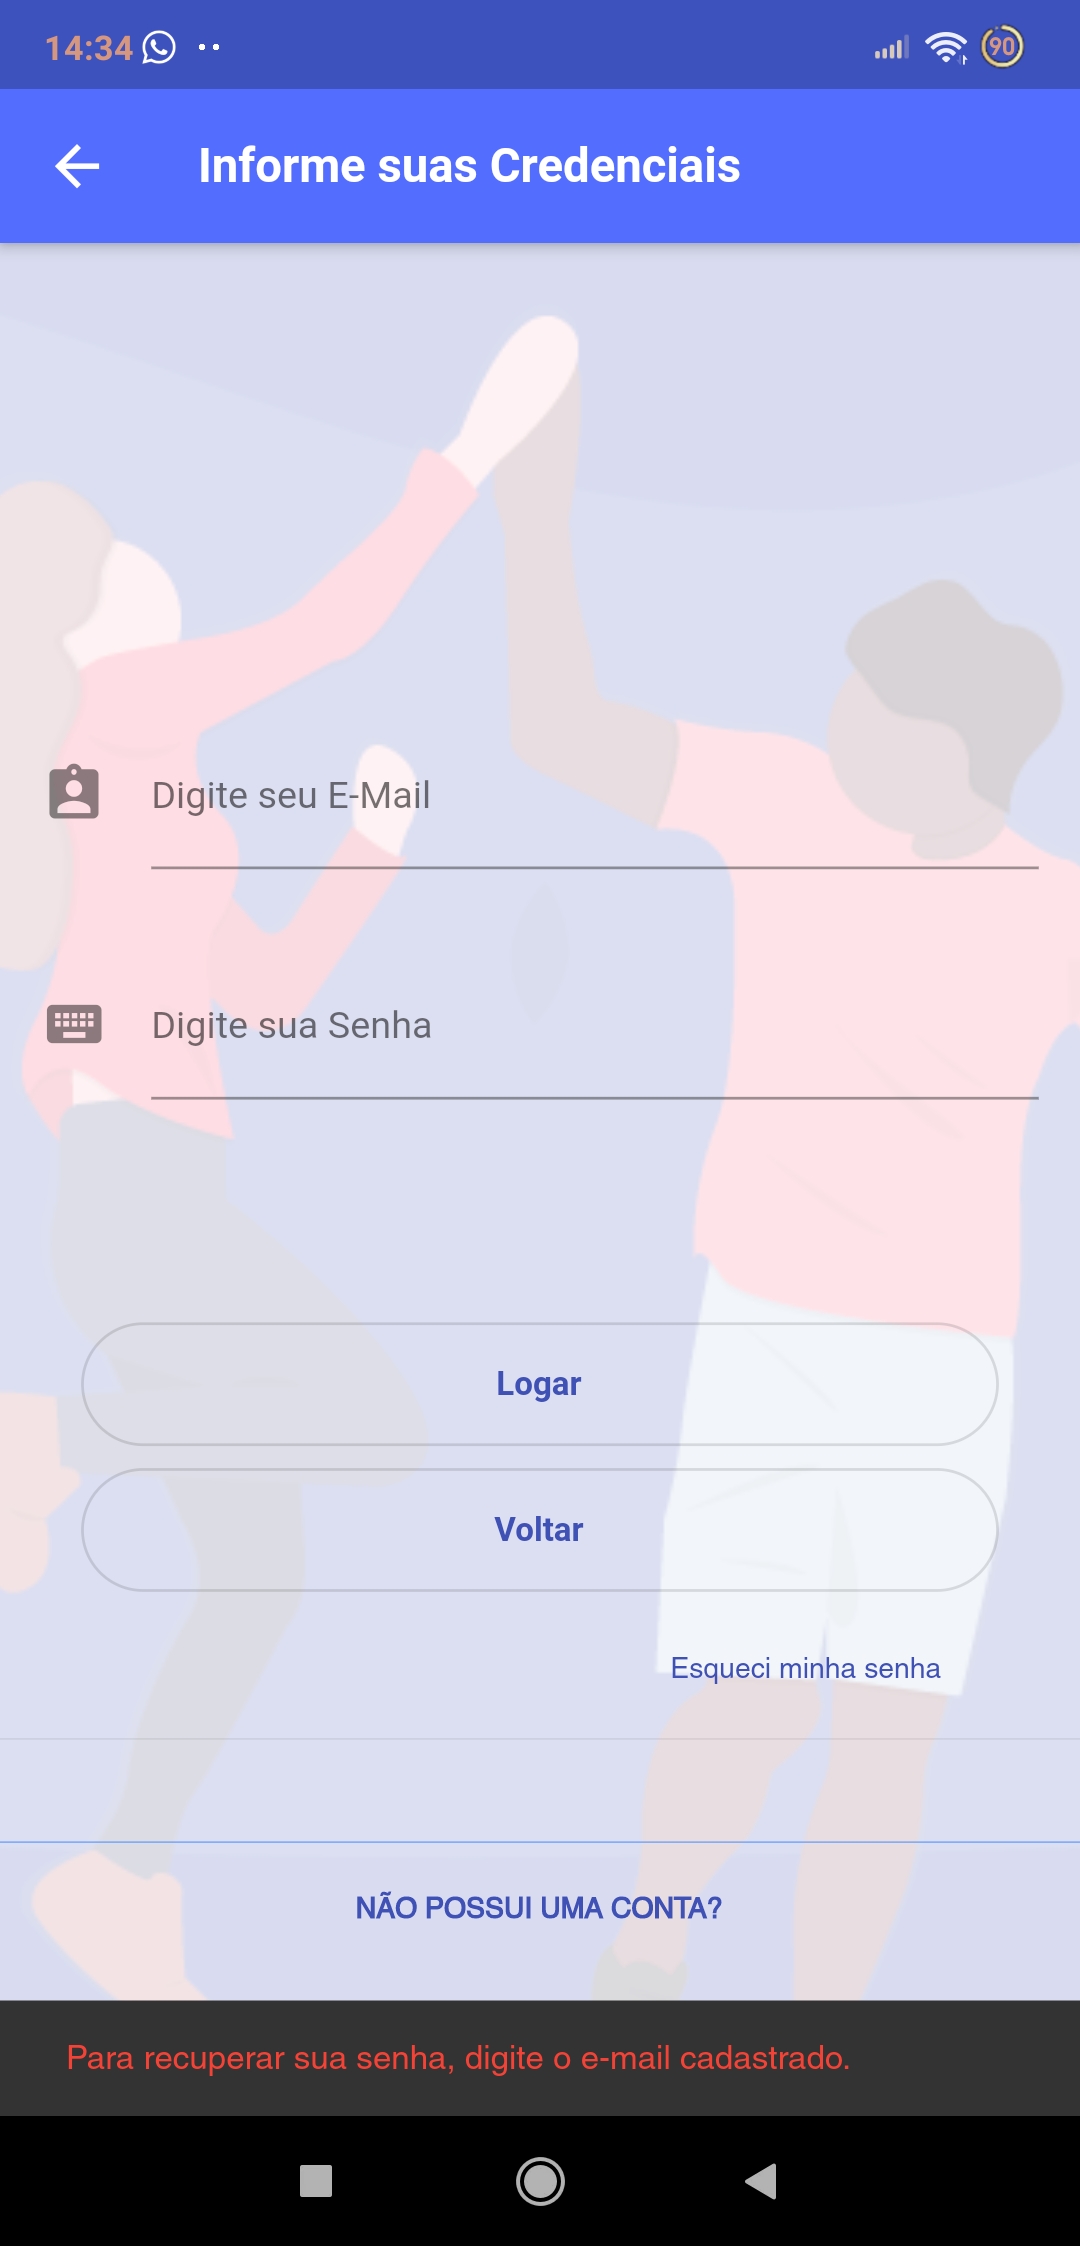 14:34
90
Informe suas Credenciais
Digite seu E-Mail
Digite sua Senha
Logar
Voltar
Esqueci minha senha
NÃO POSSUI UMA CONTA?
Para recuperar sua senha, digite o e-mail cadastrado.